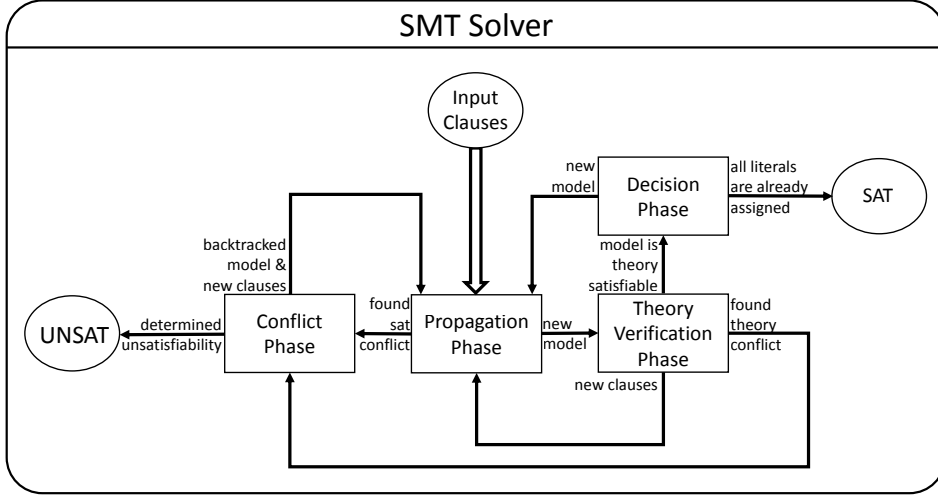 SMT Solver
Input
Clauses
new
model
Decision
Phase
all literals
are already
assigned
SAT
backtracked
model &
new clauses
model is
theory
satisfiable
UNSAT
determined
unsatisfiability
Conflict
Phase
found
sat
conflict
Propagation
Phase
new
model
Theory
Verification
Phase
found
theory
conflict
new clauses